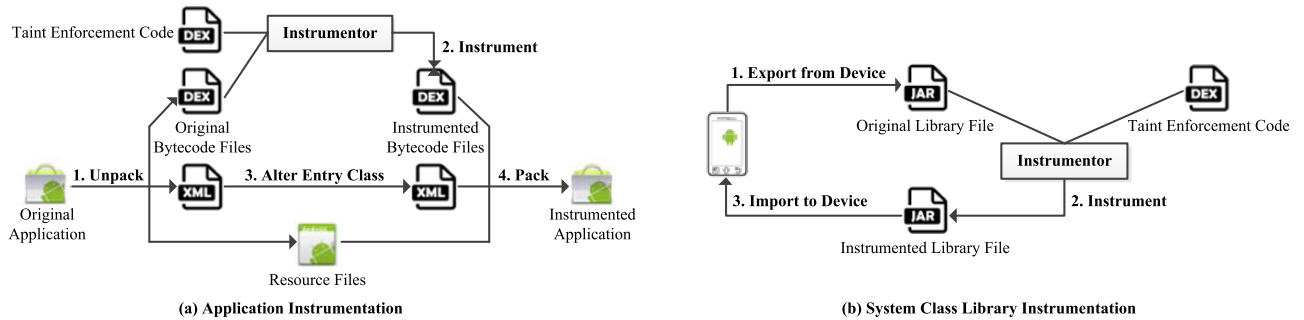 Taint Enforcement Code
DEX
Instrumentor
2. Instrument
DEX
DEX
Original
Bytecode Files
Instrumented
Bytecode Files
1. Unpack
XML
3. Alter Entry Class
XML
4. Pack
Original
Application
Instrumented
Application
Resource Files
(a) Application Instrumentation
1. Export from Device
JAR
DEX
Original Library File
Taint Enforcement Code
Instrumentor
3. Import to Device
JAR
2. Instrument
Instrumented Library File
(b) System Class Library Instrumentation